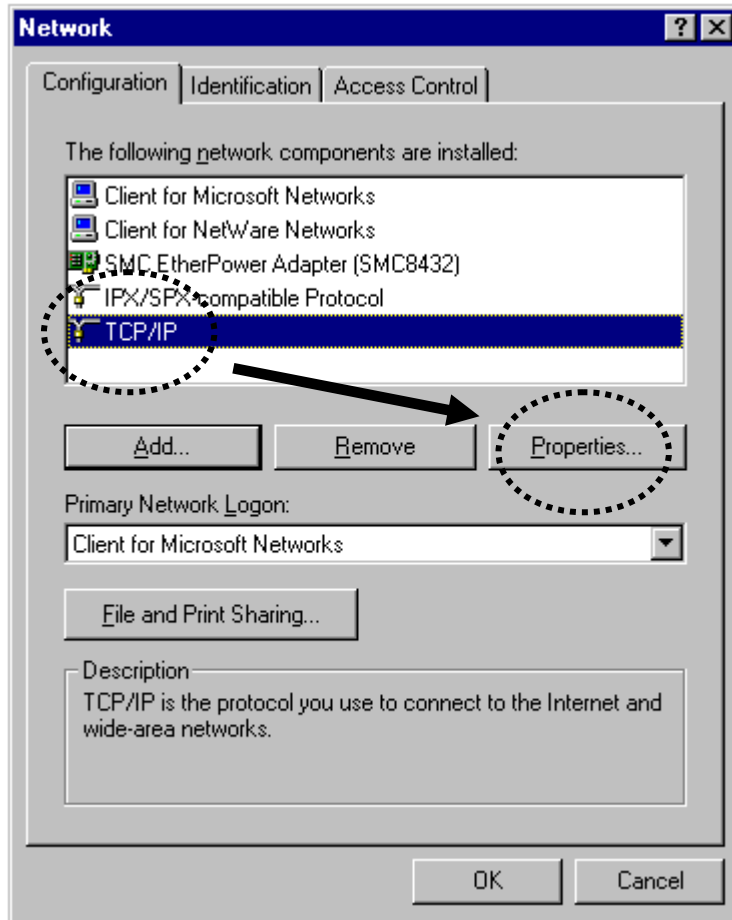 Network
Configuration Identification Access Control
The following network components are installed:
Client for Microsoft Networks
Client for NetWare Networks
SMC EtherPower Adapter (SMC8432)
IPX/SPX-compatible Protocol
TCP/IP
Add... Remove Properties...
Primary Network Logon:
Client for Microsoft Networks
File and Print Sharing...
Description
TCP/IP is the protocol you use to connect to the Internet and
wide-area networks.
OK Cancel